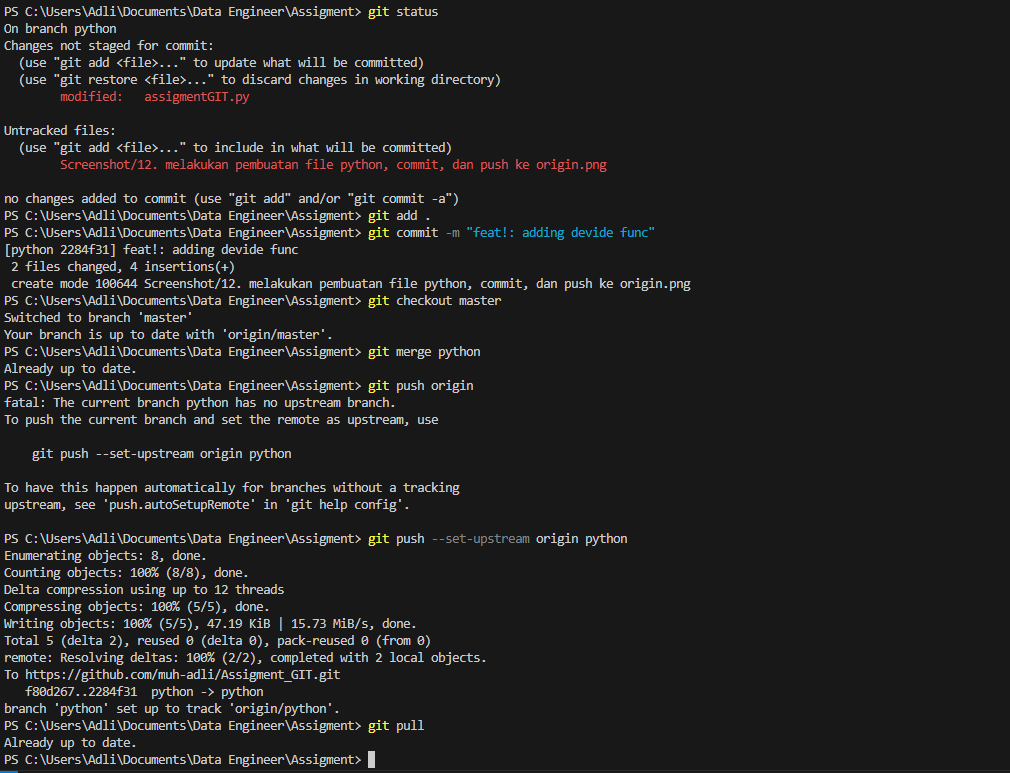 PS C:\Users\Adli\Documents\Data Engineer\Assigment> git status
On branch python
Changes not staged for commit:
  (use "git add <file>..." to update what will be committed)
  (use "git restore <file>..." to discard changes in working directory)
        modified:   assigmentGIT.py

Untracked files:
  (use "git add <file>..." to include in what will be committed)
        Screenshot/12. melakukan pembuatan file python, commit, dan push ke origin.png

no changes added to commit (use "git add" and/or "git commit -a")
PS C:\Users\Adli\Documents\Data Engineer\Assigment> git add .
PS C:\Users\Adli\Documents\Data Engineer\Assigment> git commit -m "feat!: adding devide func"
[python 2284f31] feat!: adding devide func
 2 files changed, 4 insertions(+)
 create mode 100644 Screenshot/12. melakukan pembuatan file python, commit, dan push ke origin.png
PS C:\Users\Adli\Documents\Data Engineer\Assigment> git checkout master
Switched to branch 'master'
Your branch is up to date with 'origin/master'.
PS C:\Users\Adli\Documents\Data Engineer\Assigment> git merge python
Already up to date.
PS C:\Users\Adli\Documents\Data Engineer\Assigment> git push origin
fatal: The current branch python has no upstream branch.
To push the current branch and set the remote as upstream, use

    git push --set-upstream origin python

To have this happen automatically for branches without a tracking
upstream, see 'push.autoSetupRemote' in 'git help config'.

PS C:\Users\Adli\Documents\Data Engineer\Assigment> git push --set-upstream origin python
Enumerating objects: 8, done.
Counting objects: 100% (8/8), done.
Delta compression using up to 12 threads
Compressing objects: 100% (5/5), done.
Writing objects: 100% (5/5), 47.19 KiB | 15.73 MiB/s, done.
Total 5 (delta 2), reused 0 (delta 0), pack-reused 0 (from 0)
remote: Resolving deltas: 100% (2/2), completed with 2 local objects.
To https://github.com/muh-adli/Assigment_GIT.git
   f80d267..2284f31  python -> python
branch 'python' set up to track 'origin/python'.
PS C:\Users\Adli\Documents\Data Engineer\Assigment> git pull
Already up to date.
PS C:\Users\Adli\Documents\Data Engineer\Assigment>